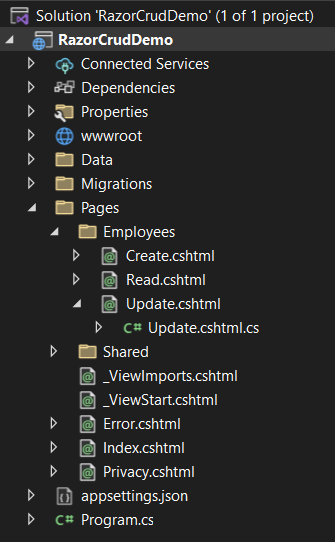 Solution 'RazorCrudDemo' (1 of 1 project)
RazorCrudDemo
Connected Services
Dependencies
Properties
wwwroot
Data
Migrations
Pages
Employees
Create.cshtml
Read.cshtml
Update.cshtml
C# Update.cshtml.cs
Shared
_ViewImports.cshtml
_ViewStart.cshtml
Error.cshtml
Index.cshtml
Privacy.cshtml
appsettings.json
C# Program.cs